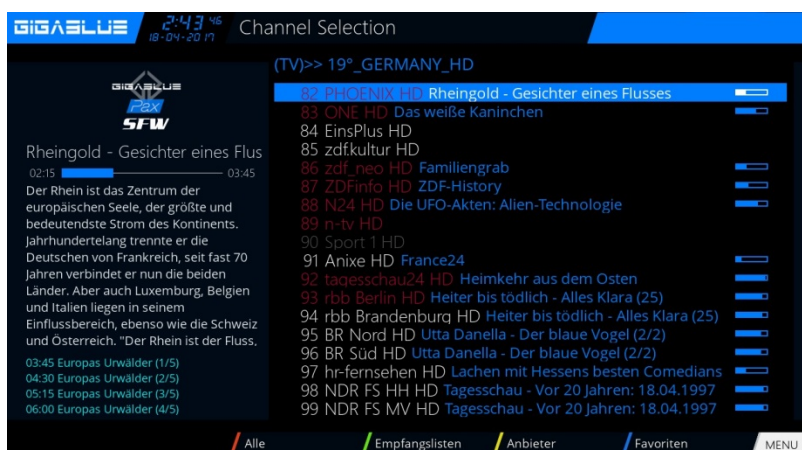 GIGABLUE
2:43 46
18-04-2017
Channel Selection
(TV)>> 19°_GERMANY_HD
GIGABLUE
Pax
SFW
Rheingold - Gesichter eines Flus
02:15 03:45
Der Rhein ist das Zentrum der
europäischen Seele, der größte und
bedeutendste Strom des Kontinents.
Jahrhundertelang trennte er die
Deutschen von Frankreich, seit fast 70
Jahren verbindet er nun die beiden
Länder. Aber auch Luxemburg, Belgien
und Italien liegen in seinem
Einflussbereich, ebenso wie die Schweiz
und Österreich. "Der Rhein ist der Fluss,
03:45 Europas Urwälder (1/5)
04:30 Europas Urwälder (2/5)
05:15 Europas Urwälder (3/5)
06:00 Europas Urwälder (4/5)
82 PHOENIX HD Rheingold - Gesichter eines Flusses
83 ONE HD Das weiße Kaninchen
84 EinsPlus HD
85 zdf.kultur HD
86 zdf_neo HD Familiengrab
87 ZDFinfo HD ZDF-History
88 N24 HD Die UFO-Akten: Alien-Technologie
89 n-tv HD
90 Sport 1 HD
91 Anixe HD France24
92 tagesschau24 HD Heimkehr aus dem Osten
93 rbb Berlin HD Heiter bis tödlich - Alles Klara (25)
94 rbb Brandenburg HD Heiter bis tödlich - Alles Klara (25)
95 BR Nord HD Utta Danella - Der blaue Vogel (2/2)
96 BR Süd HD Utta Danella - Der blaue Vogel (2/2)
97 hr-fernsehen HD Lachen mit Hessens besten Comedians
98 NDR FS HH HD Tagesschau - Vor 20 Jahren: 18.04.1997
99 NDR FS MV HD Tagesschau - Vor 20 Jahren: 18.04.1997
Alle Empfangslisten Anbieter Favoriten MENU